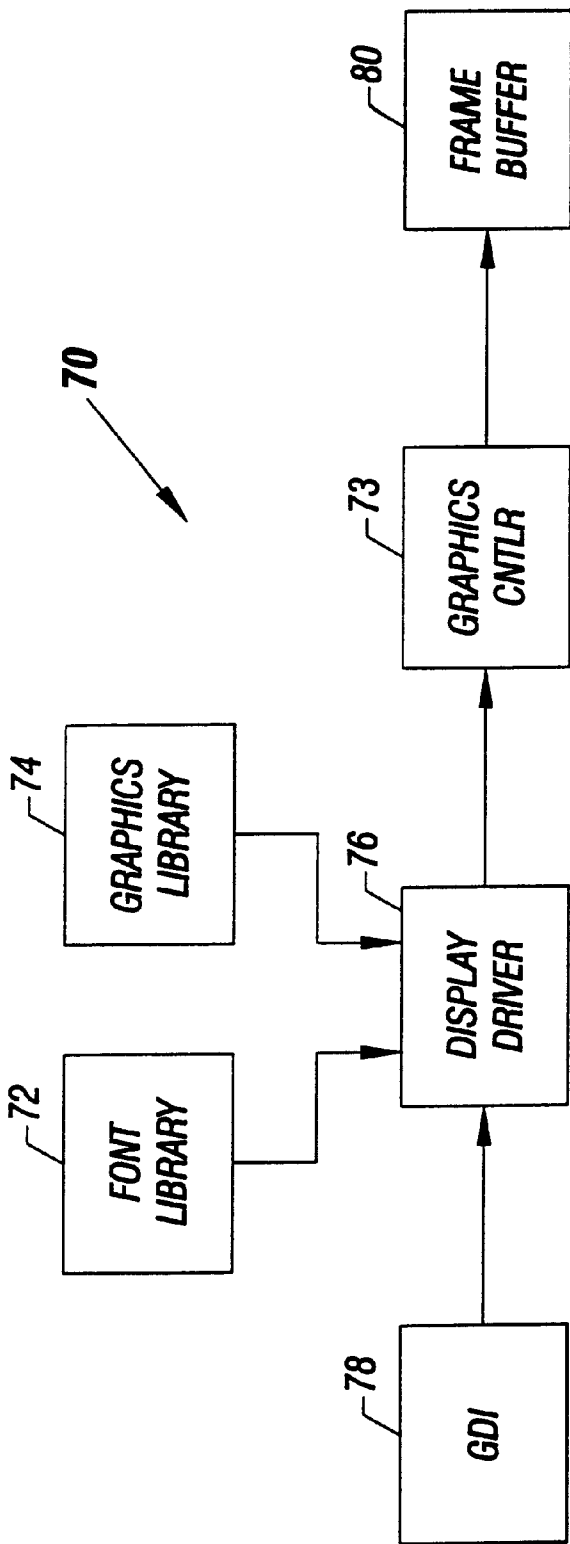 70
72
FONT
LIBRARY
74
GRAPHICS
LIBRARY
78
GDI
76
DISPLAY
DRIVER
73
GRAPHICS
CNTLR
80
FRAME
BUFFER